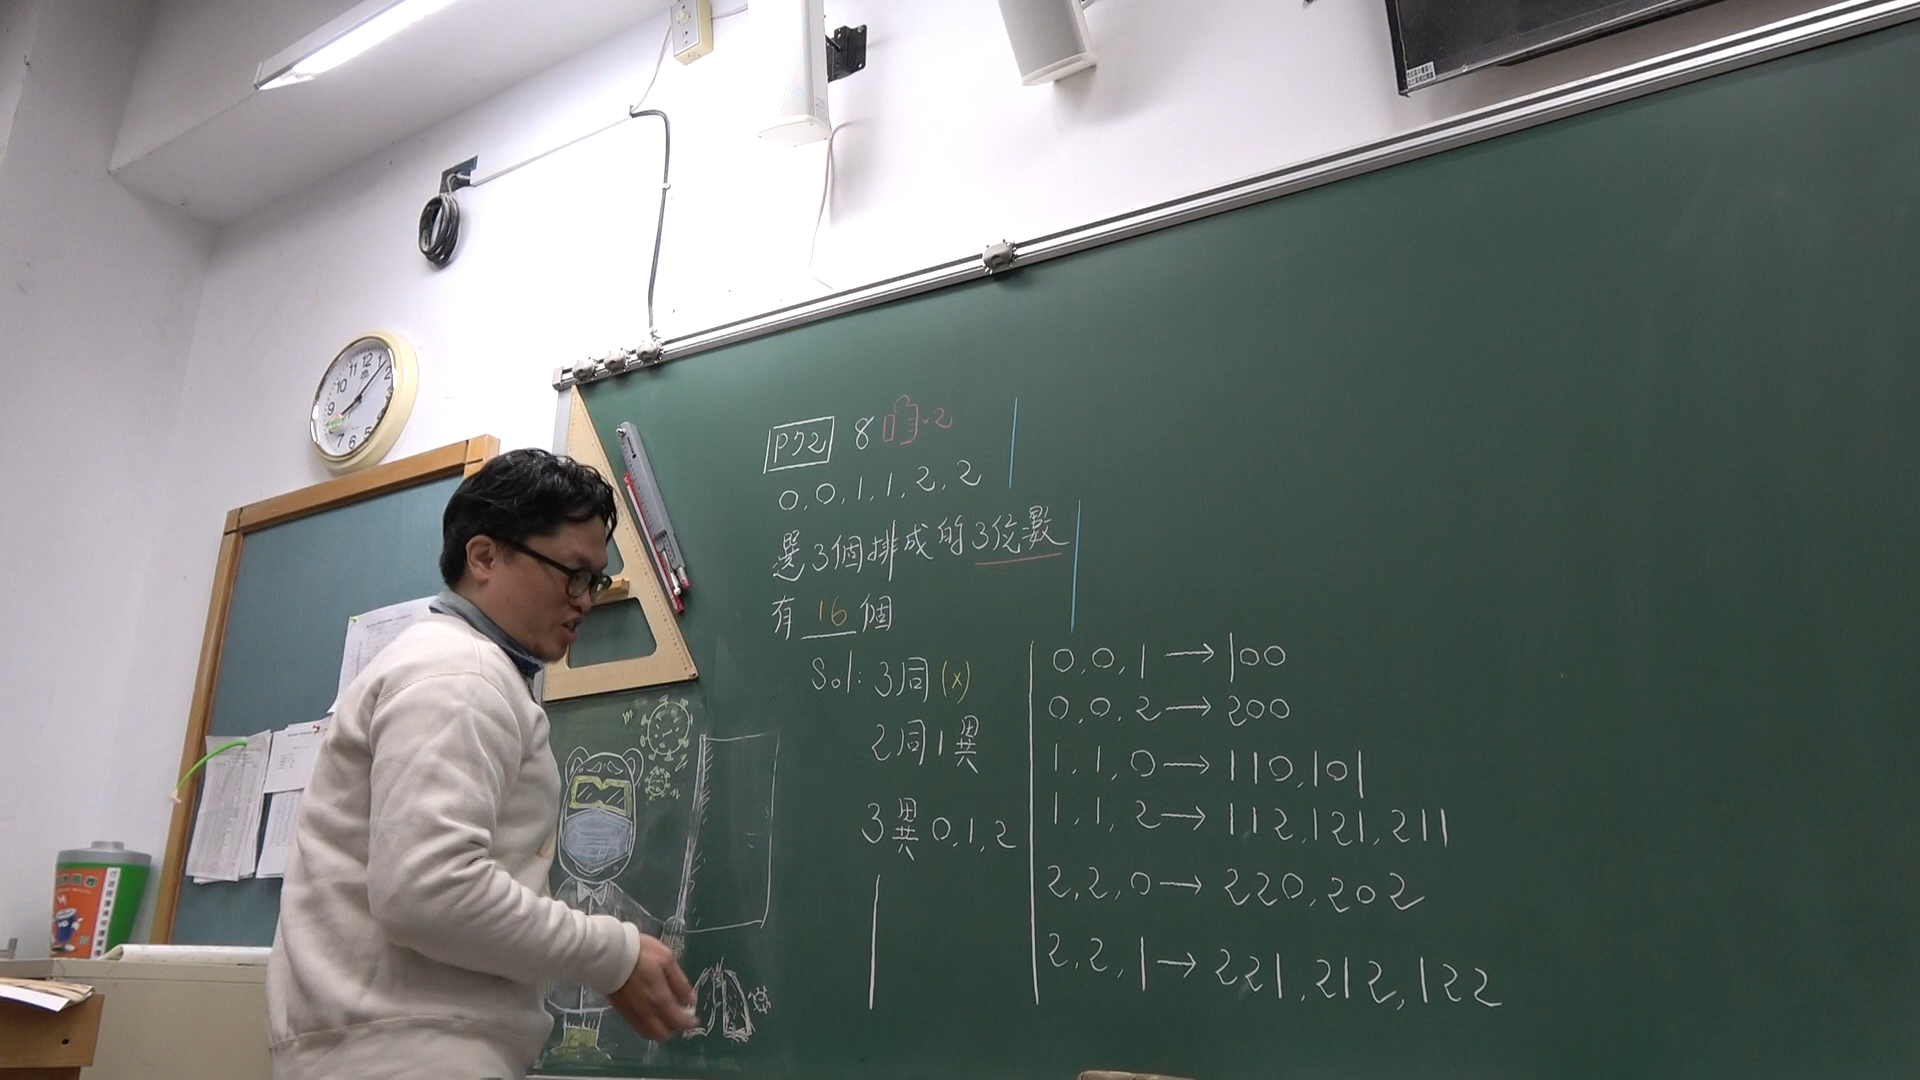 P72 8
0,0,1,1,2,2
選3個排成的3位數
有 16 個
Sol: 3同(x)
2同1異
3異 0,1,2
0,0,1→100
0,0,2→200
1,1,0→110,101
1,1,2→112,121,211
2,2,0→220,202
2,2,1→221,212,122